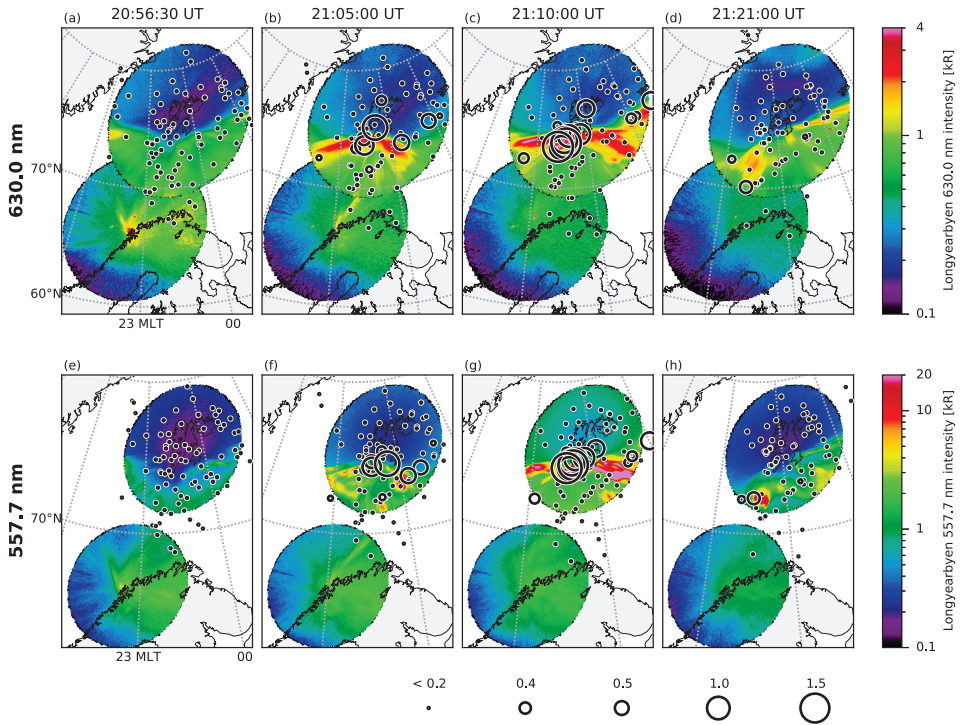 20:56:30 UT
21:05:00 UT
21:10:00 UT
21:21:00 UT
(a)
(b)
(c)
(d)
630.0 nm
70°N
60°N
23 MLT
00
4
1
0.1
Longyearbyen 630.0 nm intensity [kR]
(e)
(f)
(g)
(h)
557.7 nm
70°N
23 MLT
00
20
10
1
0.1
Longyearbyen 557.7 nm intensity [kR]
< 0.2
0.4
0.5
1.0
1.5